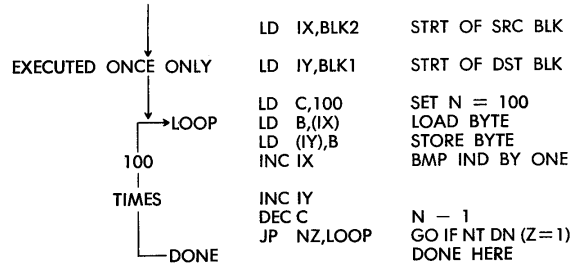 LD IX,BLK2 STRT OF SRC BLK
EXECUTED ONCE ONLY LD IY,BLK1 STRT OF DST BLK
LD C,100 SET N = 100
LOOP LD B,(IX) LOAD BYTE
LD (IY),B STORE BYTE
100 INC IX BMP IND BY ONE
TIMES INC IY
DEC C N − 1
JP NZ,LOOP GO IF NT DN (Z=1)
DONE DONE HERE